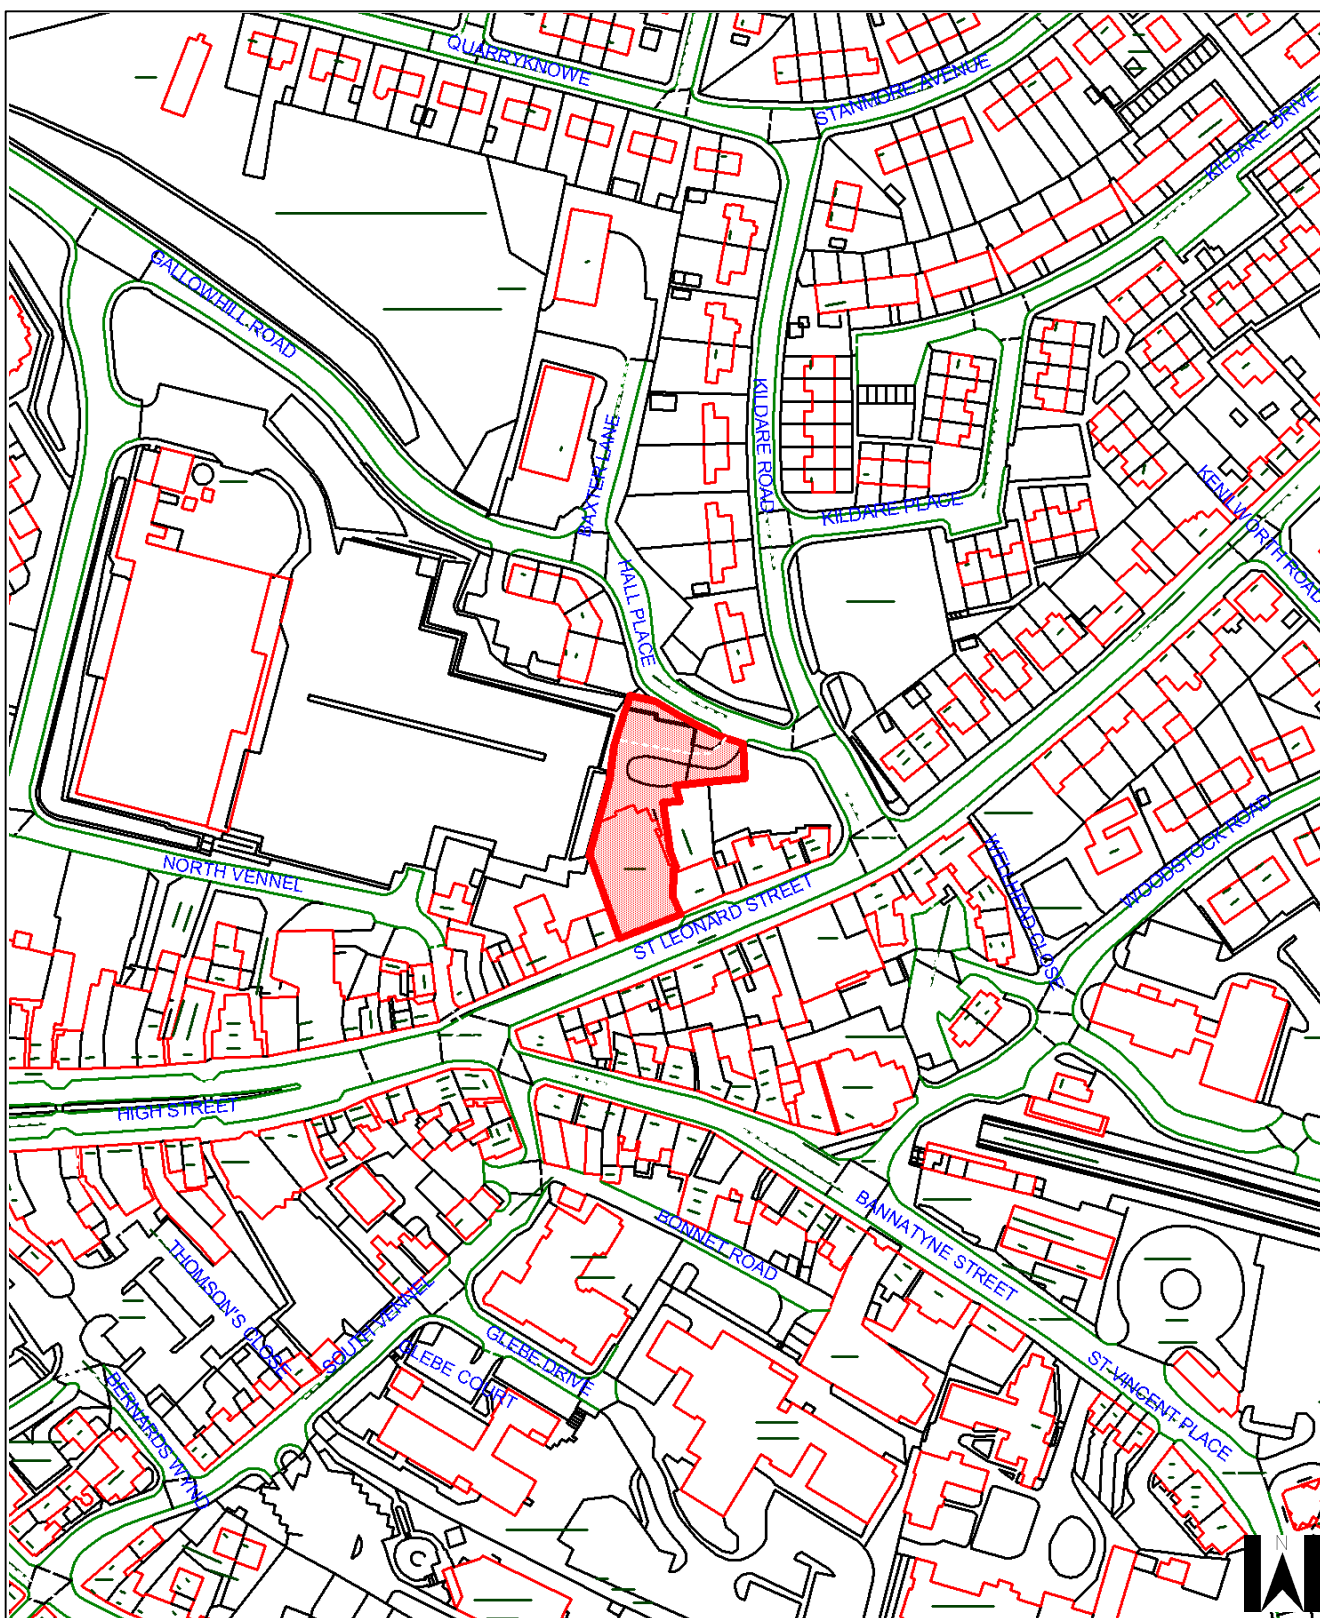 QUARRYKNOWE
STANMORE AVENUE
KILDARE DRIVE
GALLOWHILL ROAD
BAXTER LANE
KILDARE ROAD
KILDARE PLACE
KENILWORTH ROAD
HALL PLACE
NORTH VENNEL
ST LEONARD STREET
WELLHEAD CLOSE
WOODSTOCK ROAD
HIGH STREET
THOMSON'S CLOSE
SOUTH VENNEL
BONNET ROAD
BANNATYNE STREET
GLEBE DRIVE
GLEBE COURT
BERNARDS WYND
ST VINCENT PLACE
N